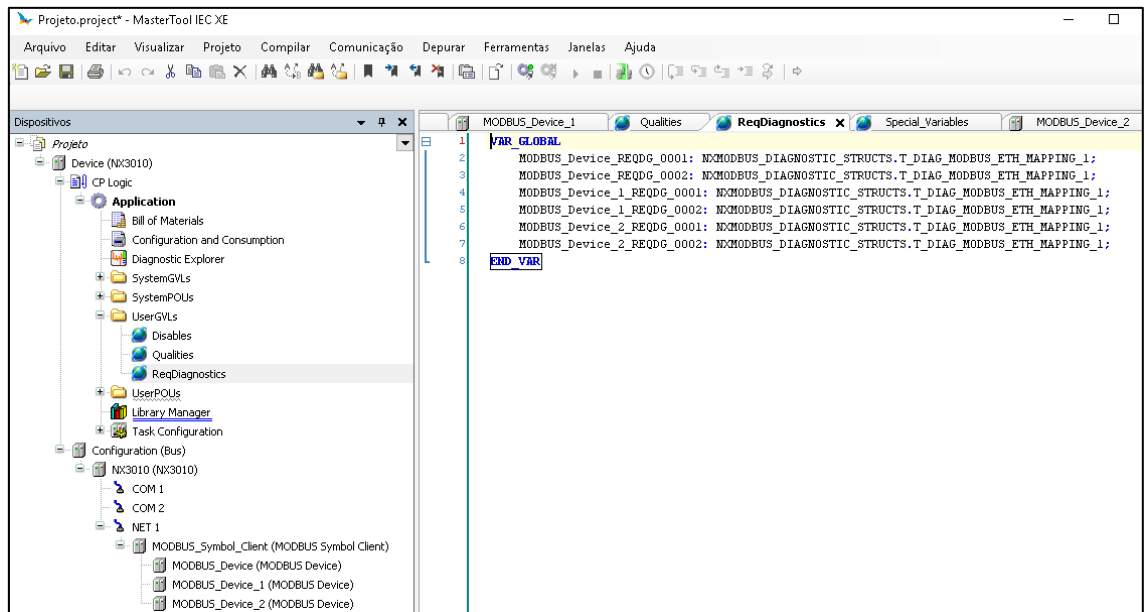 Projeto.project* - MasterTool IEC XE
Arquivo Editar Visualizar Projeto Compilar Comunicação Depurar Ferramentas Janelas Ajuda
Dispositivos
Projeto
Device (NX3010)
CP Logic
Application
Bill of Materials
Configuration and Consumption
Diagnostic Explorer
SystemGVLs
SystemPOUs
UserGVLs
Disables
Qualities
ReqDiagnostics
UserPOUs
Library Manager
Task Configuration
Configuration (Bus)
NX3010 (NX3010)
COM 1
COM 2
NET 1
MODBUS_Symbol_Client (MODBUS Symbol Client)
MODBUS_Device (MODBUS Device)
MODBUS_Device_1 (MODBUS Device)
MODBUS_Device_2 (MODBUS Device)
MODBUS_Device_1 Qualities ReqDiagnostics Special_Variables MODBUS_Device_2
1 VAR_GLOBAL
2 MODBUS_Device_REQDG_0001: NXMODBUS_DIAGNOSTIC_STRUCTS.T_DIAG_MODBUS_ETH_MAPPING_1;
3 MODBUS_Device_REQDG_0002: NXMODBUS_DIAGNOSTIC_STRUCTS.T_DIAG_MODBUS_ETH_MAPPING_1;
4 MODBUS_Device_1_REQDG_0001: NXMODBUS_DIAGNOSTIC_STRUCTS.T_DIAG_MODBUS_ETH_MAPPING_1;
5 MODBUS_Device_1_REQDG_0002: NXMODBUS_DIAGNOSTIC_STRUCTS.T_DIAG_MODBUS_ETH_MAPPING_1;
6 MODBUS_Device_2_REQDG_0001: NXMODBUS_DIAGNOSTIC_STRUCTS.T_DIAG_MODBUS_ETH_MAPPING_1;
7 MODBUS_Device_2_REQDG_0002: NXMODBUS_DIAGNOSTIC_STRUCTS.T_DIAG_MODBUS_ETH_MAPPING_1;
8 END_VAR